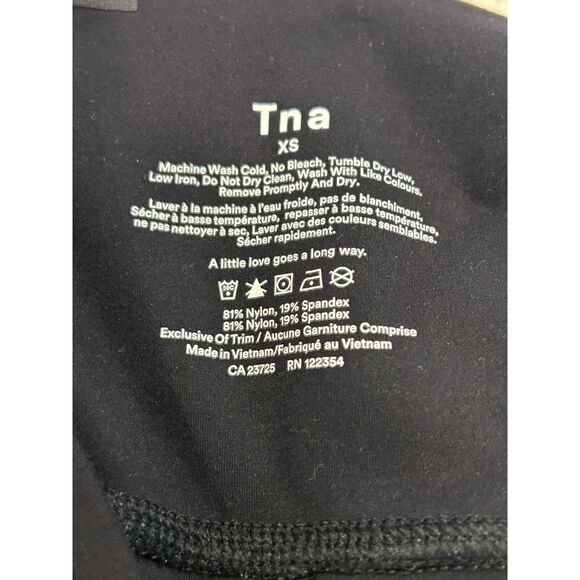 Tna
XS
Machine Wash Cold, No Bleach, Tumble Dry Low,
Low Iron, Do Not Dry Clean, Wash With Like Colours.
Remove Promptly And Dry.
Laver à la machine à l'eau froide, pas de blanchiment,
Sécher à basse température, repasser à basse température,
ne pas nettoyer à sec, Laver avec des couleurs semblables.
Sécher rapidement.
A little love goes a long way.
30C
81% Nylon, 19% Spandex
81% Nylon, 19% Spandex
Exclusive Of Trim / Aucune Garniture Comprise
Made in Vietnam/Fabriqué au Vietnam
CA 23725 RN 122354